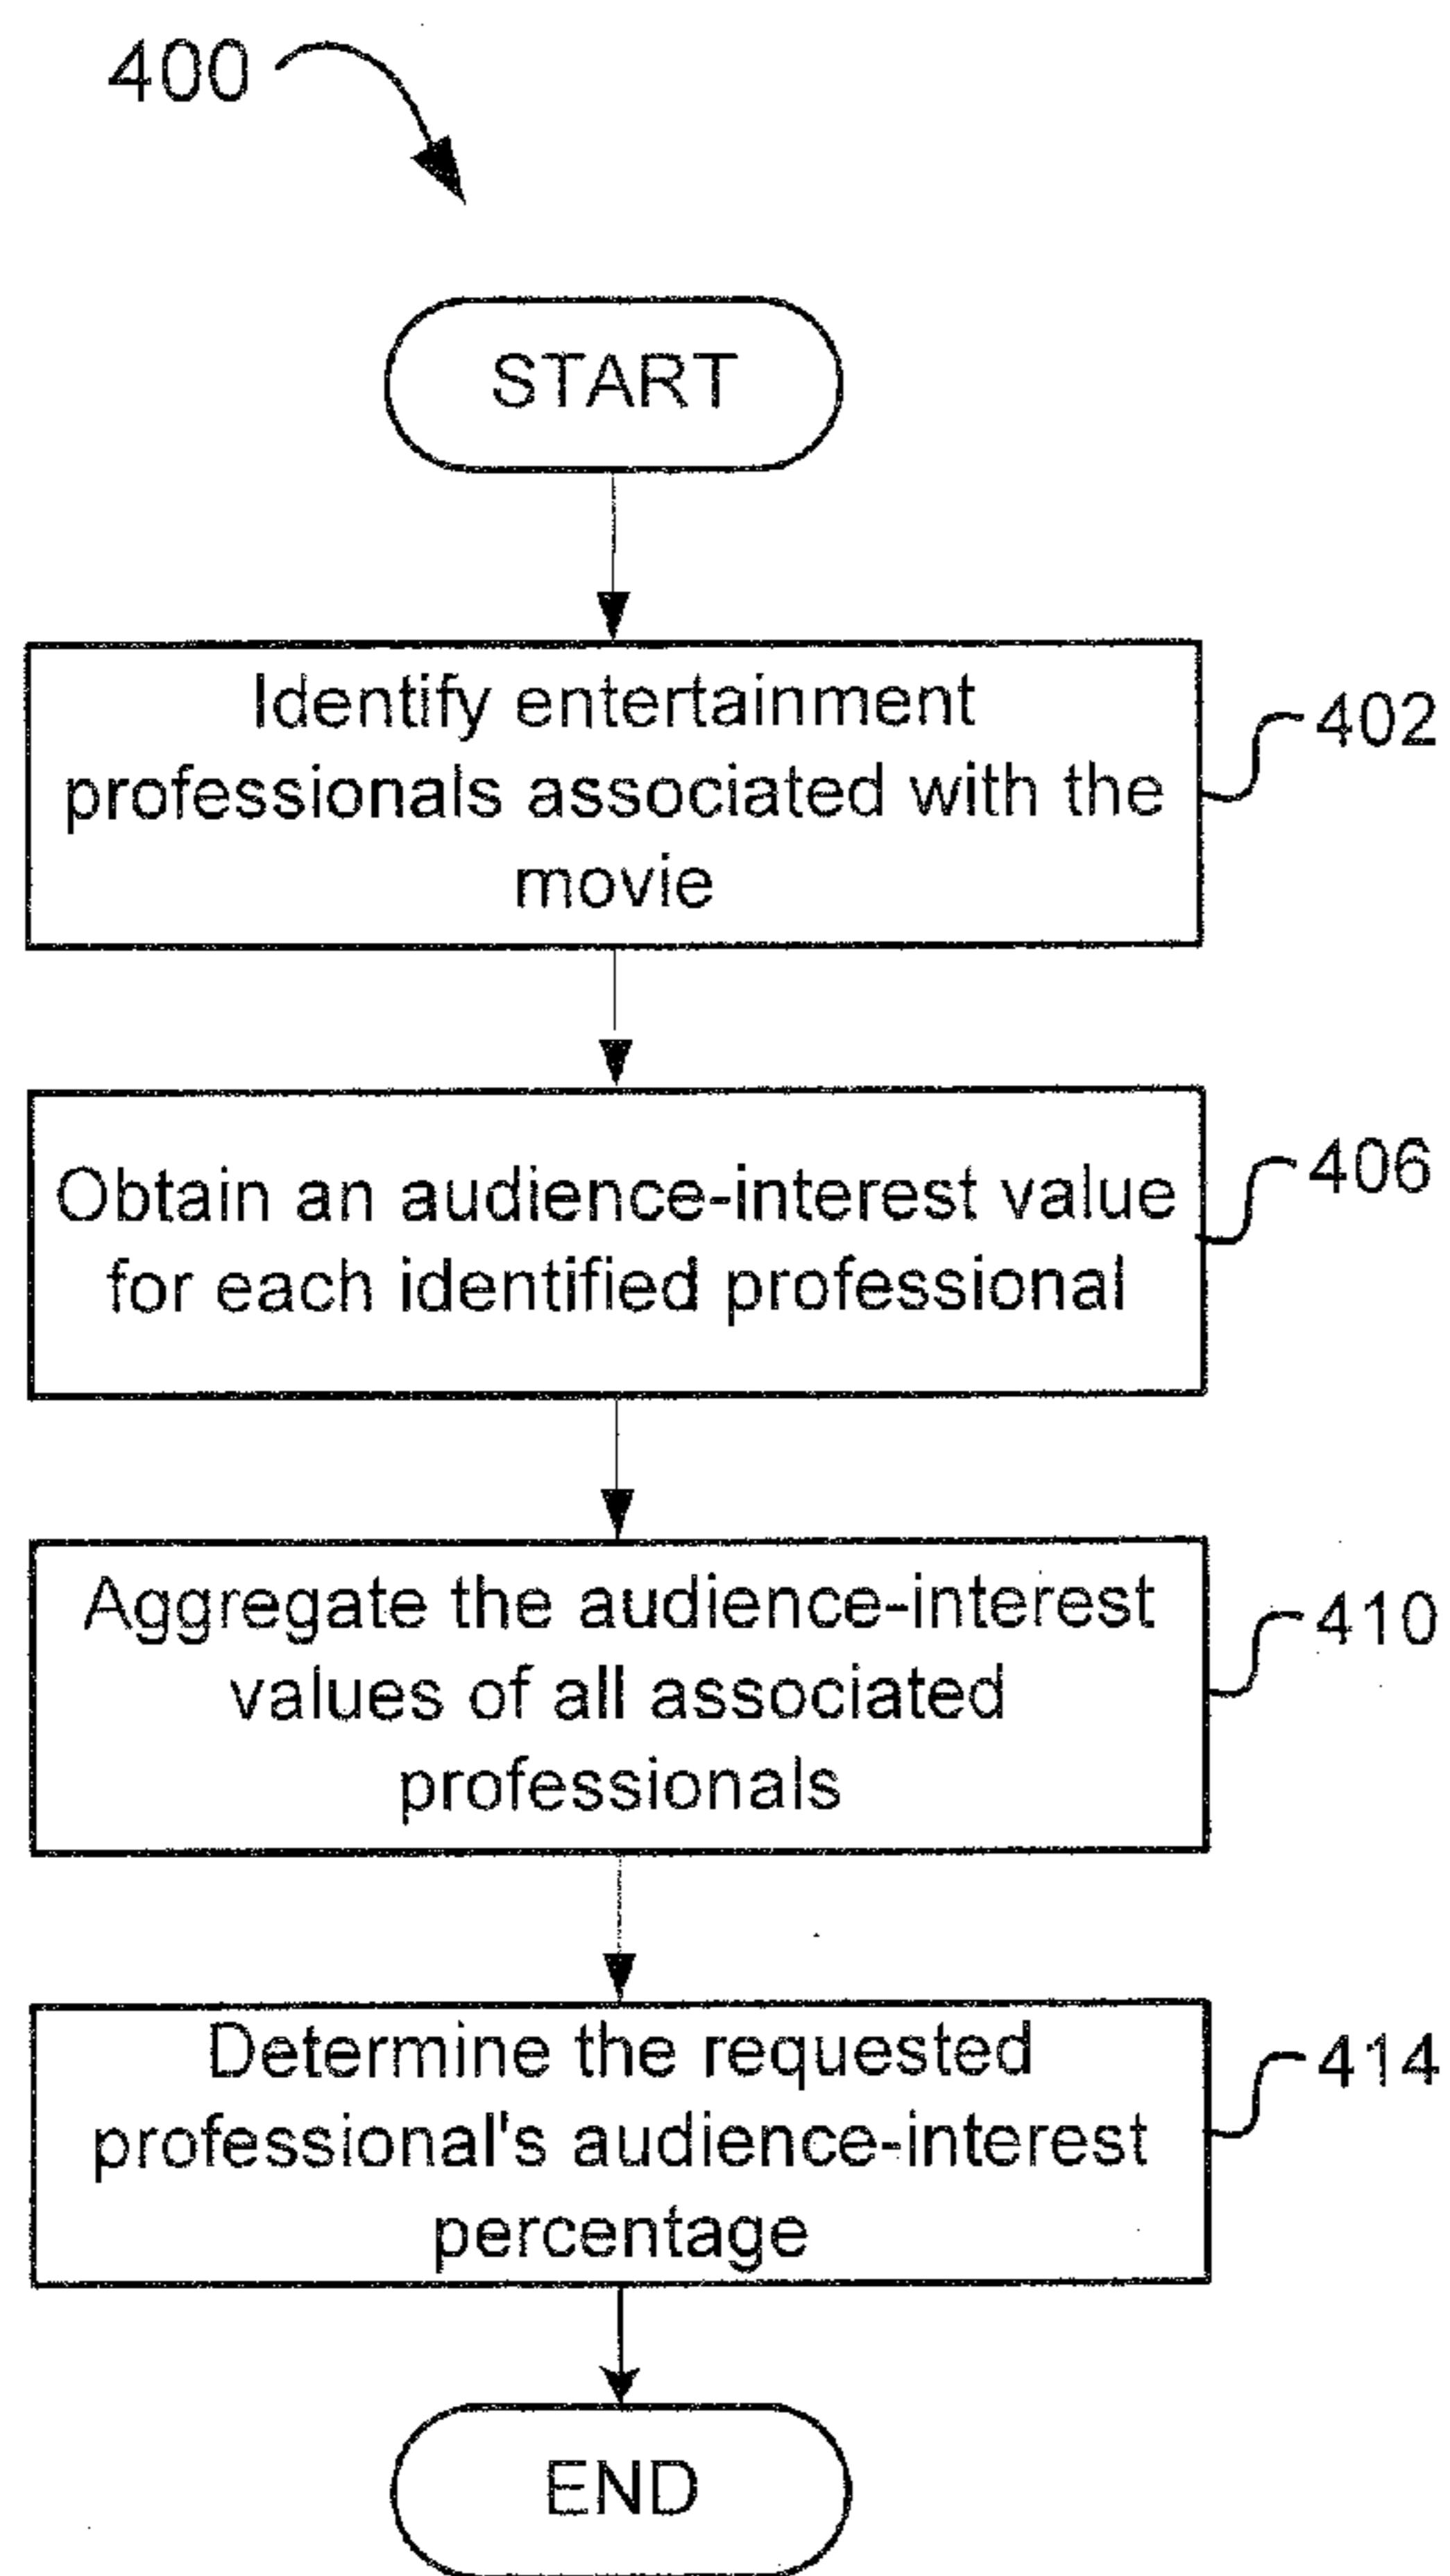 400
START
Identify entertainment
professionals associated with the
movie
402
Obtain an audience-interest value
for each identified professional
406
Aggregate the audience-interest
values of all associated
professionals
410
Determine the requested
professional's audience-interest
percentage
414
END